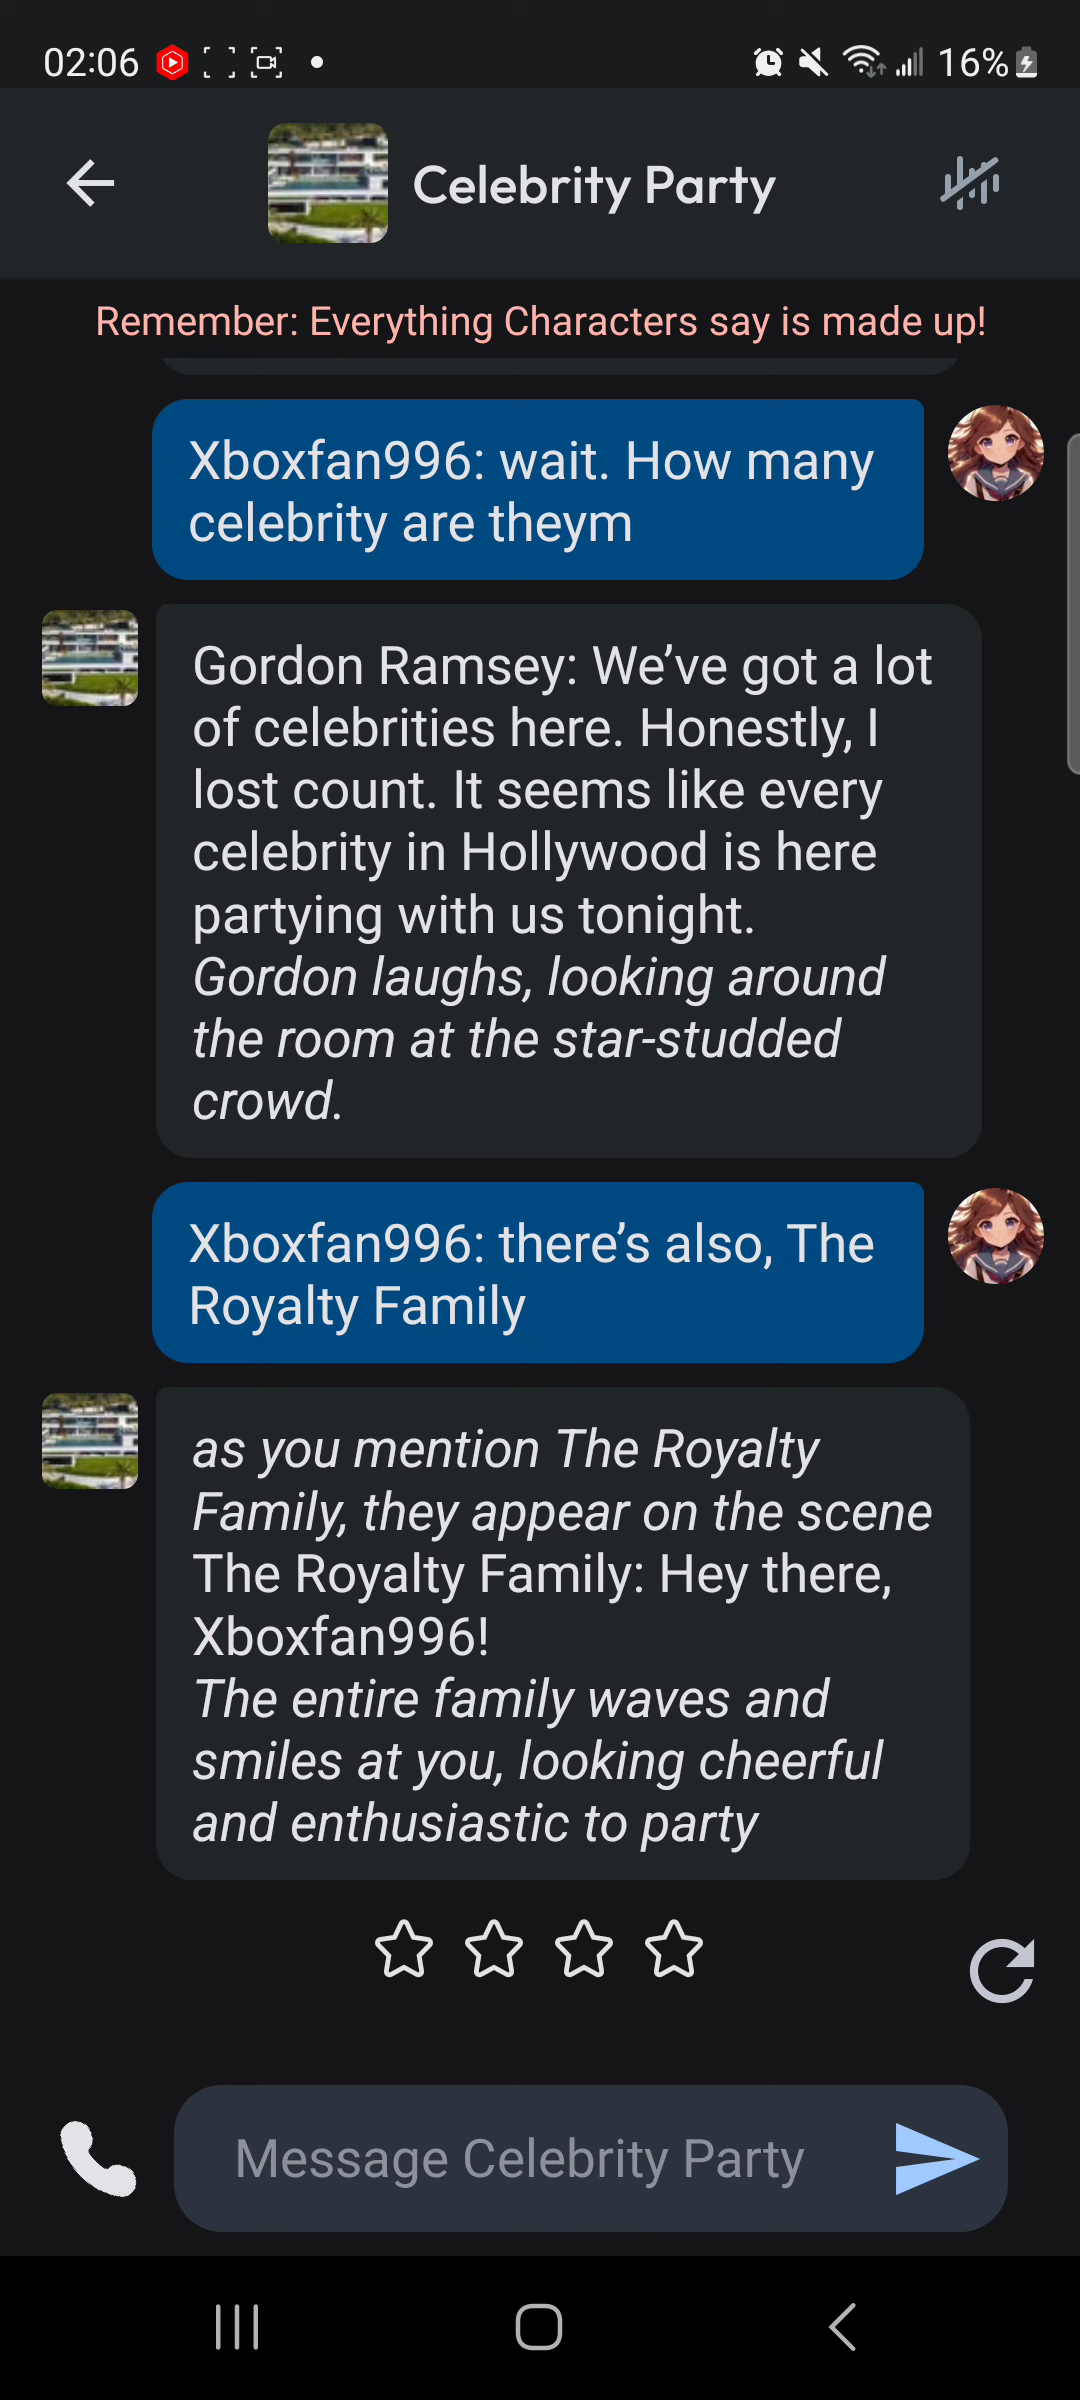 02:06
16%
Celebrity Party
Remember: Everything Characters say is made up!
Xboxfan996: wait. How many
celebrity are theym
Gordon Ramsey: We’ve got a lot
of celebrities here. Honestly, I
lost count. It seems like every
celebrity in Hollywood is here
partying with us tonight.
Gordon laughs, looking around
the room at the star-studded
crowd.
Xboxfan996: there’s also, The
Royalty Family
as you mention The Royalty
Family, they appear on the scene
The Royalty Family: Hey there,
Xboxfan996!
The entire family waves and
smiles at you, looking cheerful
and enthusiastic to party
Message Celebrity Party